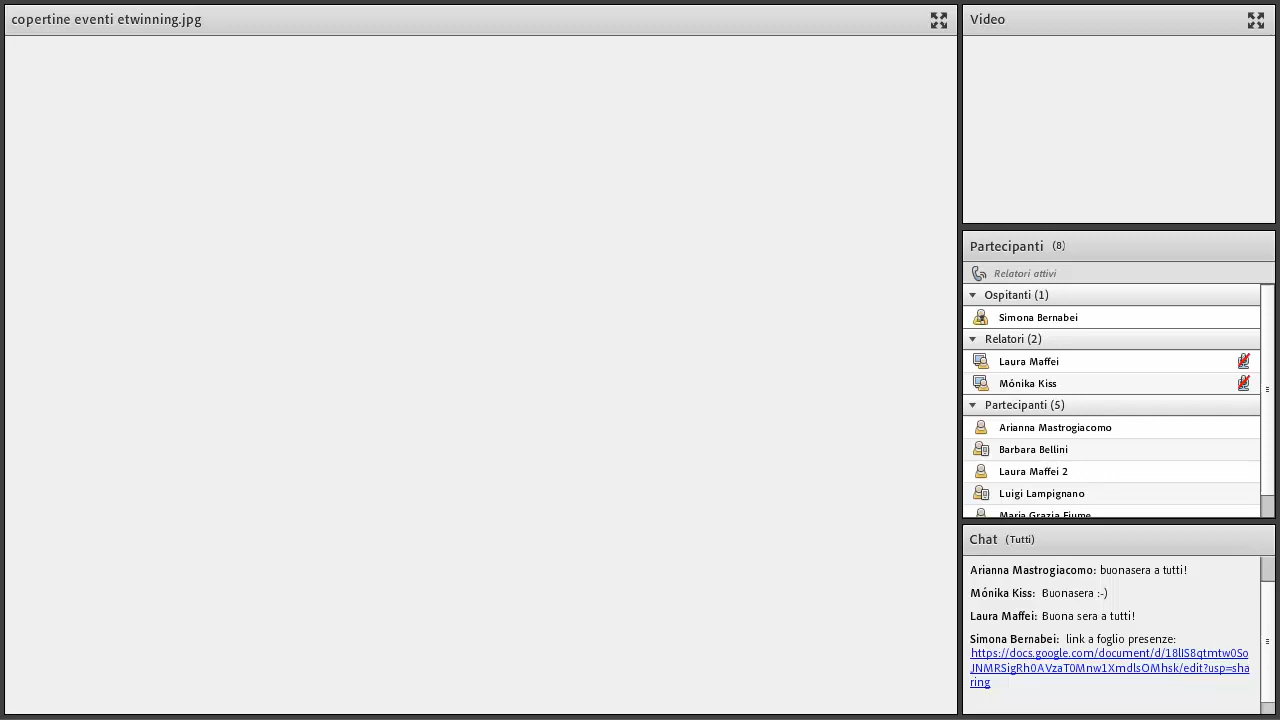 copertine eventi etwinning.jpg
Video
Partecipanti (8)
Relatori attivi
Ospitanti (1)
Simona Bernabei
Relatori (2)
Laura Maffei
Mónika Kiss
Partecipanti (5)
Arianna Mastrogiacomo
Barbara Bellini
Laura Maffei 2
Luigi Lampignano
Maria Grazia Fiume
Chat (Tutti)
Arianna Mastrogiacomo: buonasera a tutti!
Mónika Kiss: Buonasera :-)
Laura Maffei: Buona sera a tutti!
Simona Bernabei: link a foglio presenze:
https://docs.google.com/document/d/18lIS8qtmtw0So
JNMRSigRh0AVzaT0Mnw1XmdlsOMhsk/edit?usp=sha
ring